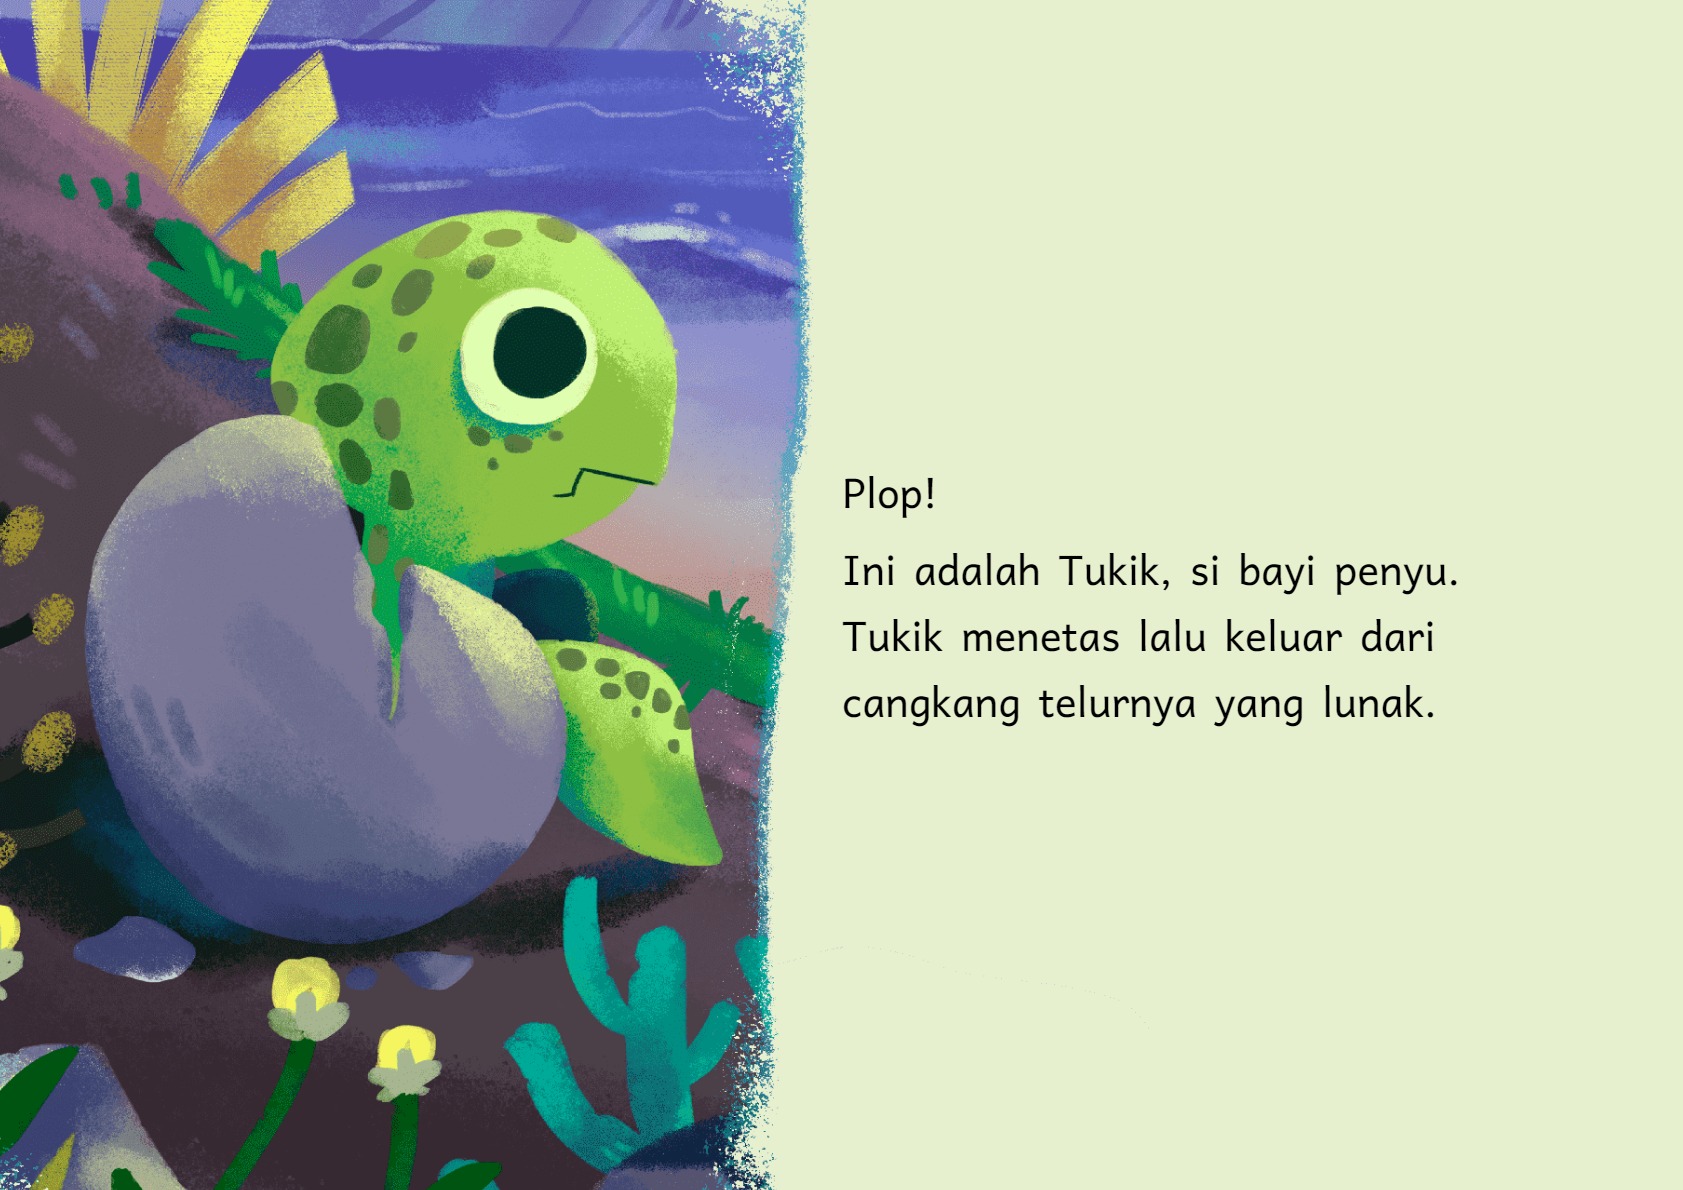 Plop!
Ini adalah Tukik, si bayi penyu.
Tukik menetas lalu keluar dari
cangkang telurnya yang lunak.